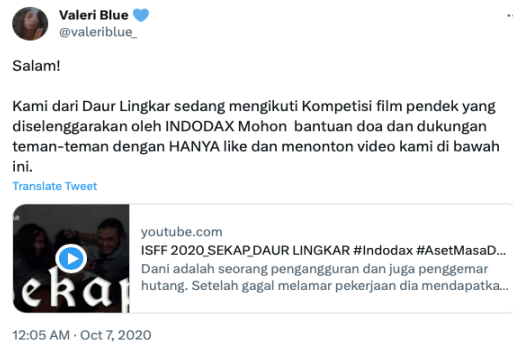 Valeri Blue 💙
@valeriblue_
Salam!
Kami dari Daur Lingkar sedang mengikuti Kompetisi film pendek yang
diselenggarakan oleh INDODAX Mohon  bantuan doa dan dukungan
teman-teman dengan HANYA like dan menonton video kami di bawah
ini.
Translate Tweet
ekap
youtube.com
ISFF 2020_SEKAP_DAUR LINGKAR #Indodax #AsetMasaD...
Dani adalah seorang pengangguran dan juga penggemar
hutang. Setelah gagal melamar pekerjaan dia mendapatka...
12:05 AM · Oct 7, 2020